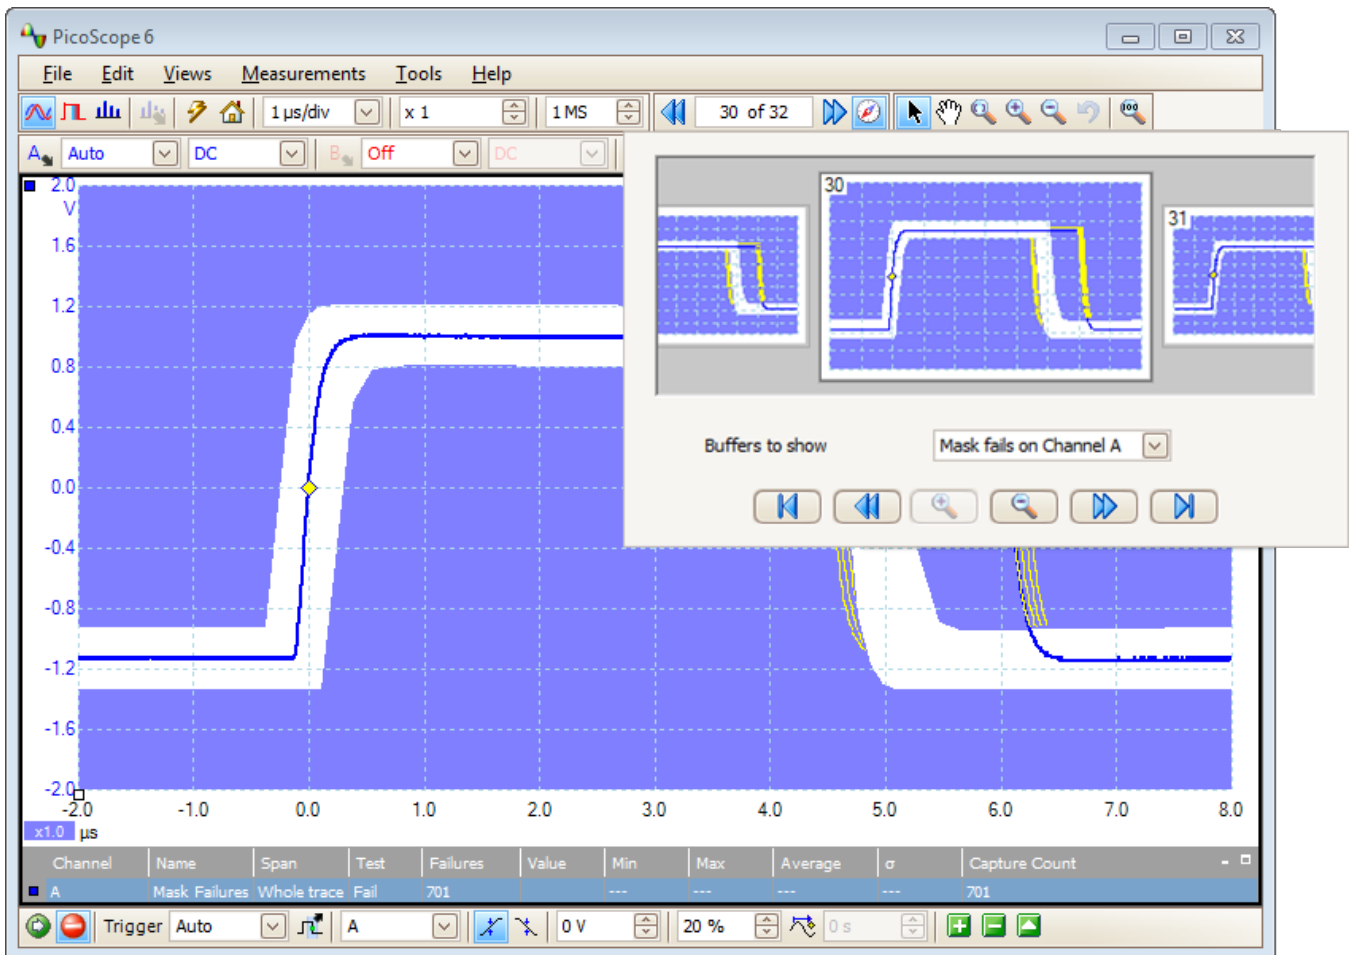 PicoScope 6
File Edit Views Measurements Tools Help
1 µs/div x 1 1 MS 30 of 32
A Auto DC B Off DC
2.0
V
1.6
1.2
0.8
0.4
0.0
-0.4
-0.8
-1.2
-1.6
-2.0
30
31
Buffers to show Mask fails on Channel A
-2.0 -1.0 0.0 1.0 2.0 3.0 4.0 5.0 6.0 7.0 8.0
x1.0 µs
Channel Name Span Test Failures Value Min Max Average σ Capture Count
A Mask Failures Whole trace Fail 701 --- --- --- --- 701
Trigger Auto A 0 V 20 % 0 s